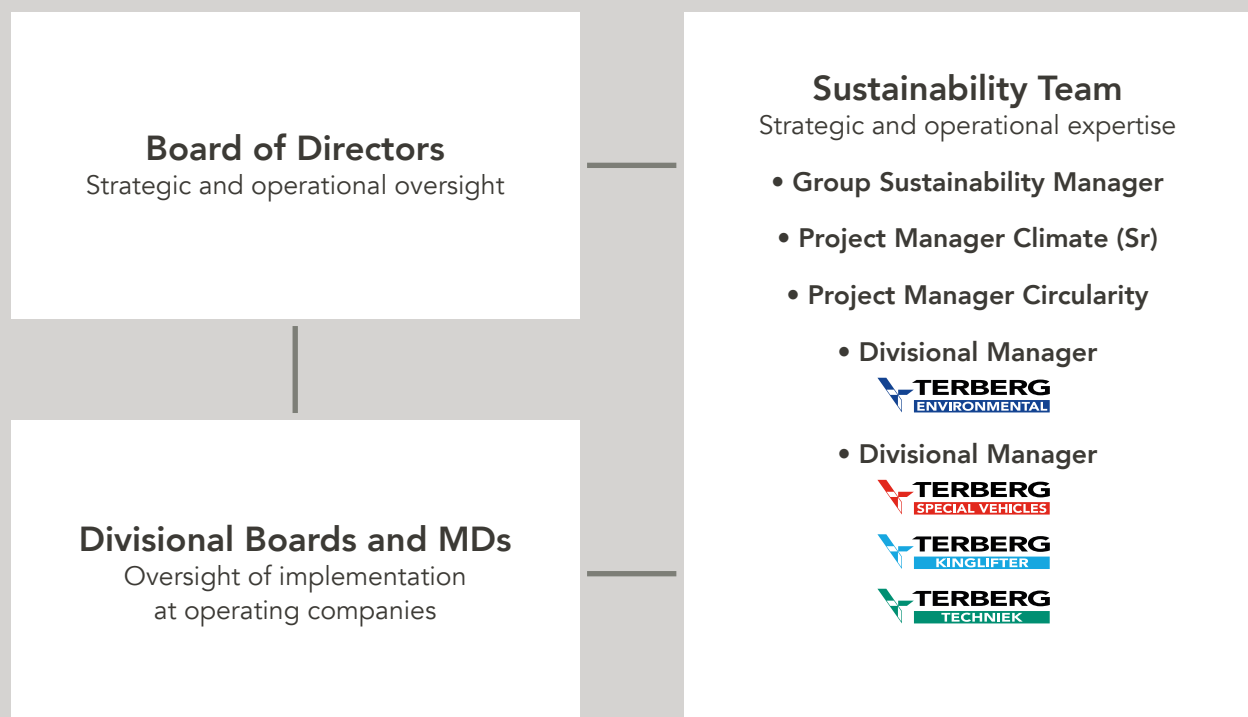 Board of Directors
Strategic and operational oversight
Divisional Boards and MDs
Oversight of implementation
at operating companies
Sustainability Team
Strategic and operational expertise
• Group Sustainability Manager
• Project Manager Climate (Sr)
• Project Manager Circularity
• Divisional Manager
TERBERG
ENVIRONMENTAL
• Divisional Manager
TERBERG
SPECIAL VEHICLES
TERBERG
KINGLIFTER
TERBERG
TECHNIEK